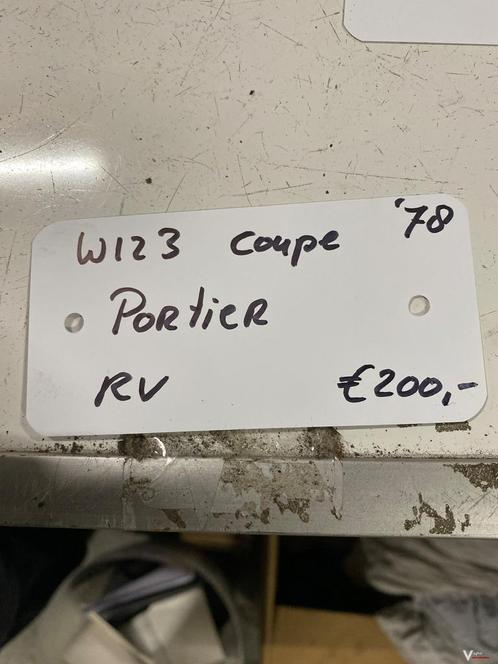 W123 coupe '78
PORtieR
RV €200,-